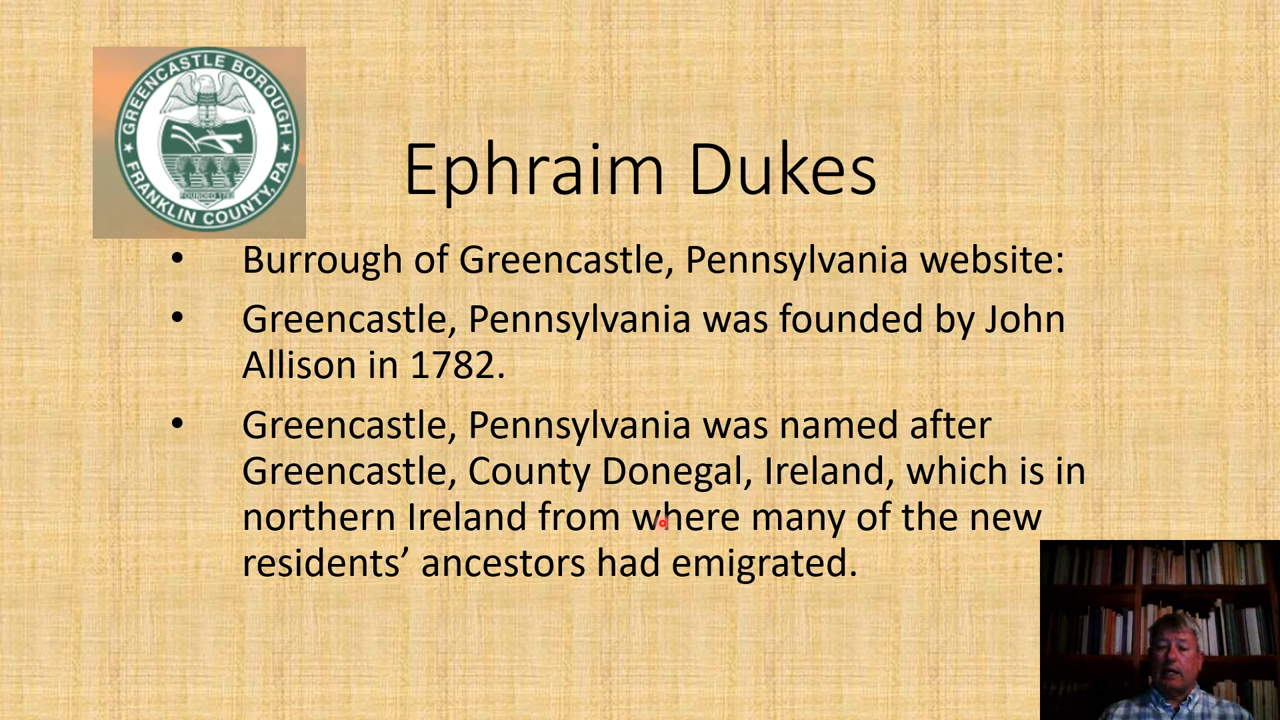 GREENCASTLE BOROUGH
FRANKLIN COUNTY, PA
Ephraim Dukes
• Burrough of Greencastle, Pennsylvania website:
• Greencastle, Pennsylvania was founded by John
Allison in 1782.
• Greencastle, Pennsylvania was named after
Greencastle, County Donegal, Ireland, which is in
northern Ireland from where many of the new
residents’ ancestors had emigrated.